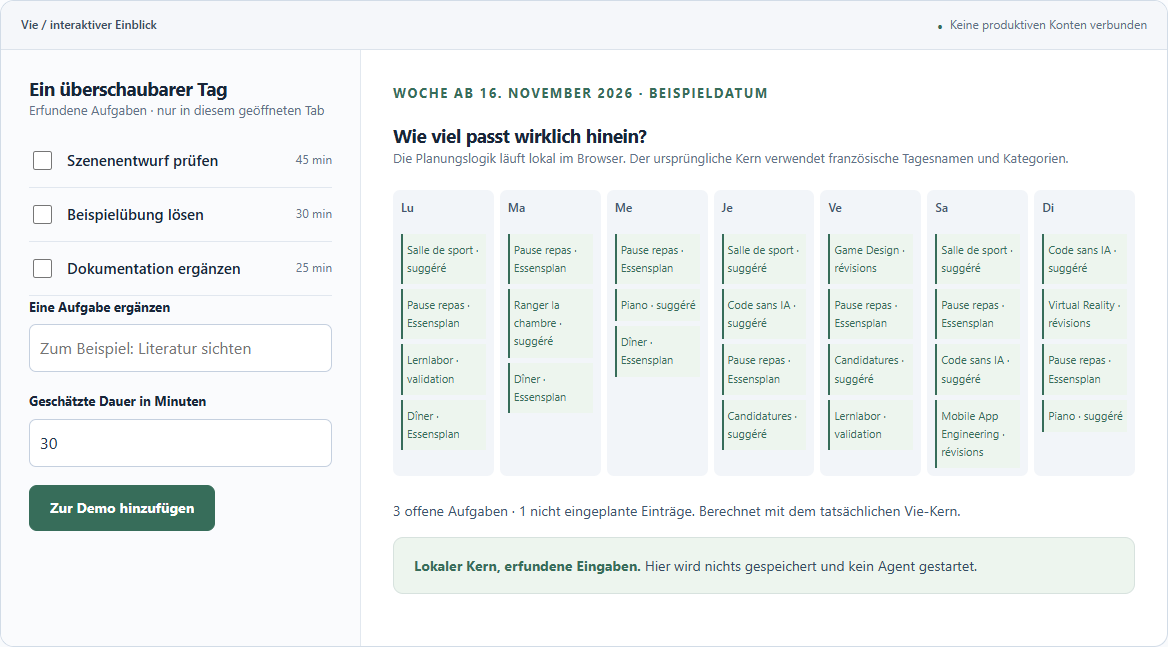 Vie / interaktiver Einblick
• Keine produktiven Konten verbunden
Ein überschaubarer Tag
Erfundene Aufgaben · nur in diesem geöffneten Tab
Szenenentwurf prüfen 45 min
Beispielübung lösen 30 min
Dokumentation ergänzen 25 min
Eine Aufgabe ergänzen
Zum Beispiel: Literatur sichten
Geschätzte Dauer in Minuten
30
Zur Demo hinzufügen
WOCHE AB 16. NOVEMBER 2026 · BEISPIELDATUM
Wie viel passt wirklich hinein?
Die Planungslogik läuft lokal im Browser. Der ursprüngliche Kern verwendet französische Tagesnamen und Kategorien.
Lu
Salle de sport ·
suggéré
Pause repas ·
Essensplan
Lernlabor ·
validation
Dîner ·
Essensplan
Ma
Pause repas ·
Essensplan
Ranger la
chambre ·
suggéré
Dîner ·
Essensplan
Me
Pause repas ·
Essensplan
Piano · suggéré
Dîner ·
Essensplan
Je
Salle de sport ·
suggéré
Code sans IA ·
suggéré
Pause repas ·
Essensplan
Candidatures ·
suggéré
Ve
Game Design ·
révisions
Pause repas ·
Essensplan
Candidatures ·
suggéré
Lernlabor ·
validation
Sa
Salle de sport ·
suggéré
Pause repas ·
Essensplan
Code sans IA ·
suggéré
Mobile App
Engineering ·
révisions
Di
Code sans IA ·
suggéré
Virtual Reality ·
révisions
Pause repas ·
Essensplan
Piano · suggéré
3 offene Aufgaben · 1 nicht eingeplante Einträge. Berechnet mit dem tatsächlichen Vie-Kern.
Lokaler Kern, erfundene Eingaben. Hier wird nichts gespeichert und kein Agent gestartet.